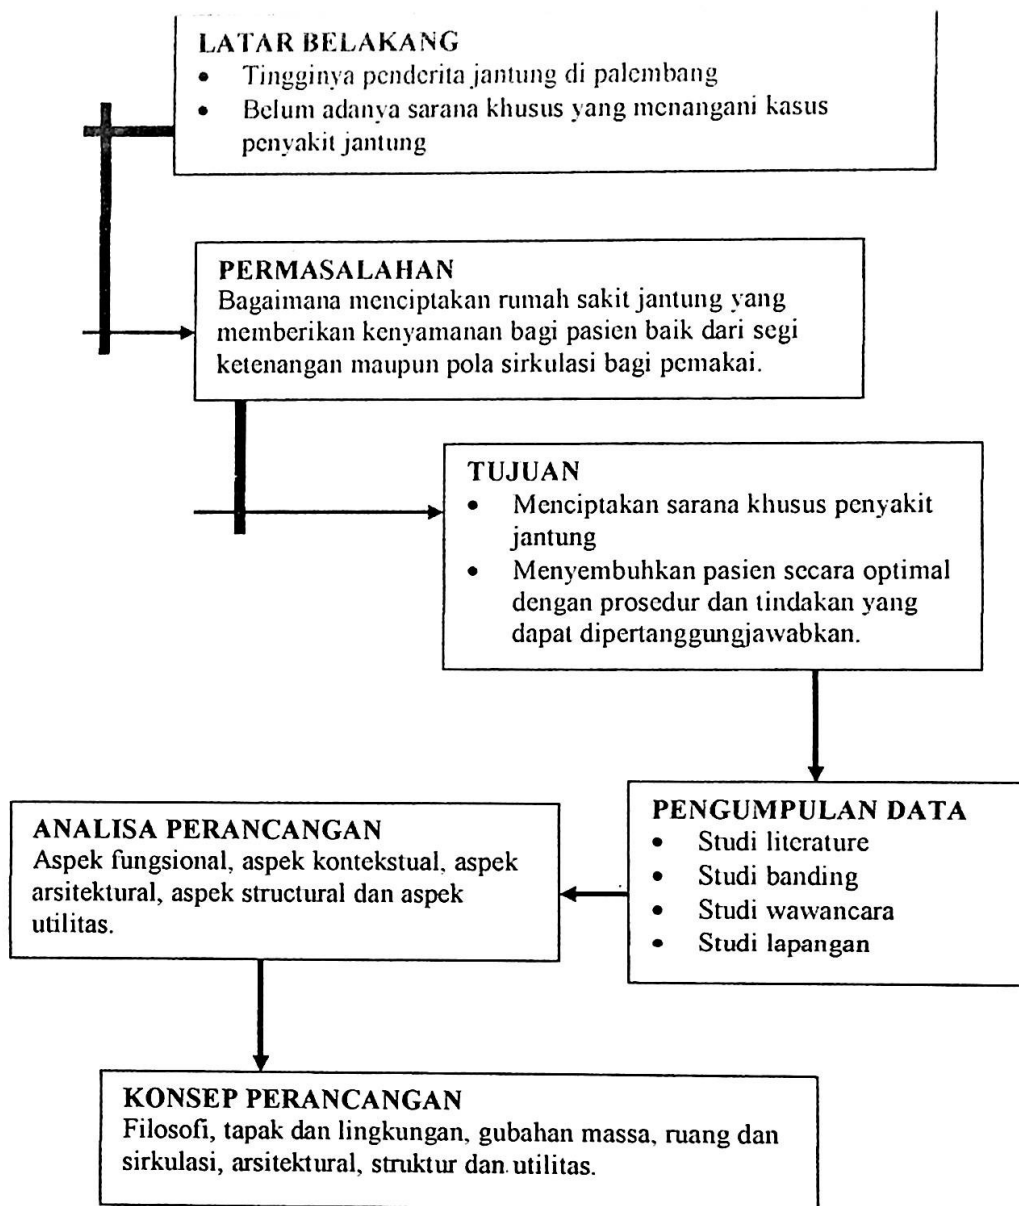 LATAR BELAKANG
• Tingginya penderita jantung di palembang
• Belum adanya sarana khusus yang menangani kasus
penyakit jantung
PERMASALAHAN
Bagaimana menciptakan rumah sakit jantung yang
memberikan kenyamanan bagi pasien baik dari segi
ketenangan maupun pola sirkulasi bagi pemakai.
TUJUAN
• Menciptakan sarana khusus penyakit
jantung
• Menyembuhkan pasien secara optimal
dengan prosedur dan tindakan yang
dapat dipertanggungjawabkan.
PENGUMPULAN DATA
• Studi literature
• Studi banding
• Studi wawancara
• Studi lapangan
ANALISA PERANCANGAN
Aspek fungsional, aspek kontekstual, aspek
arsitektural, aspek structural dan aspek
utilitas.
KONSEP PERANCANGAN
Filosofi, tapak dan lingkungan, gubahan massa, ruang dan
sirkulasi, arsitektural, struktur dan utilitas.